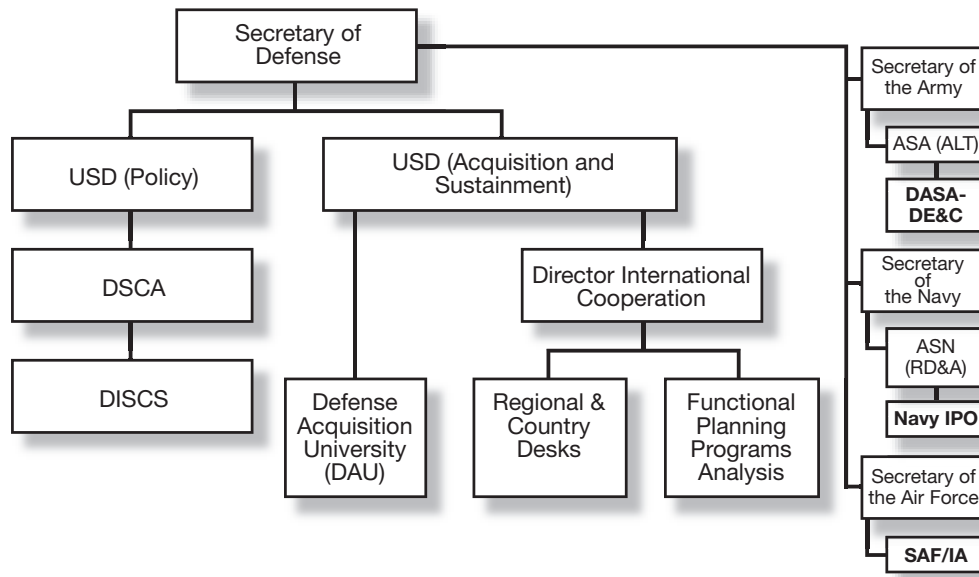 Secretary of
Defense
USD (Policy)
DSCA
DISCS
USD (Acquisition and
Sustainment)
Defense
Acquisition
University
(DAU)
Director International
Cooperation
Regional &
Country
Desks
Functional
Planning
Programs
Analysis
Secretary of
the Army
ASA (ALT)
DASA-
DE&C
Secretary
of
the Navy
ASN
(RD&A)
Navy IPO
Secretary of
the Air Force
SAF/IA